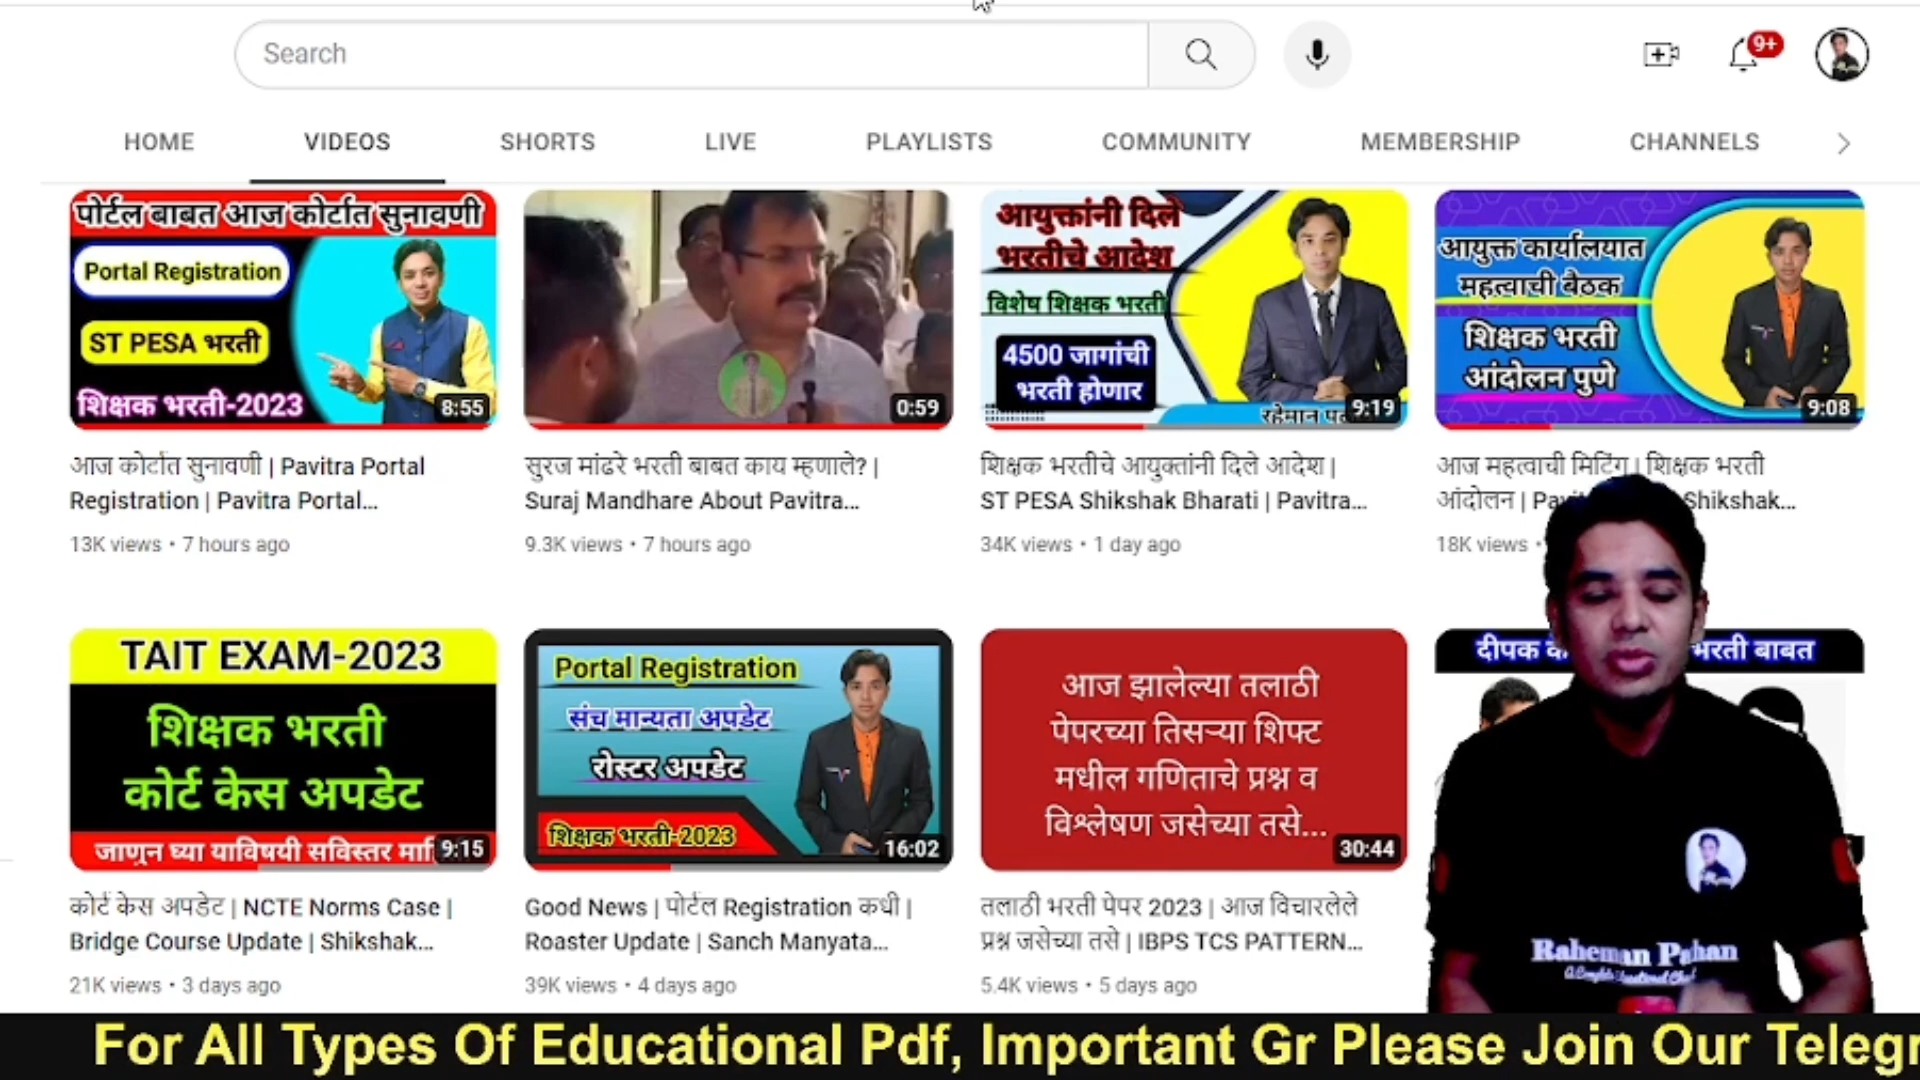 Search
9+
HOME VIDEOS SHORTS LIVE PLAYLISTS COMMUNITY MEMBERSHIP CHANNELS
पोर्टल बाबत आज कोर्टात सुनावणी
Portal Registration
ST PESA भरती
शिक्षक भरती-2023
8:55
0:59
आयुक्तांनी दिले
भरतीचे आदेश
विशेष शिक्षक भरती
4500 जागांची
भरती होणार
रहेमान
9:19
आयुक्त कार्यालयात
महत्वाची बैठक
शिक्षक भरती
आंदोलन पुणे
9:08
आज कोर्टात सुनावणी | Pavitra Portal
Registration | Pavitra Portal...
13K views • 7 hours ago
सुरज मांढरे भरती बाबत काय म्हणाले? |
Suraj Mandhare About Pavitra...
9.3K views • 7 hours ago
शिक्षक भरतीचे आयुक्तांनी दिले आदेश |
ST PESA Shikshak Bharati | Pavitra...
34K views • 1 day ago
आज महत्वाची मिटिंग | शिक्षक भरती
आंदोलन | Shikshak...
18K views •
TAIT EXAM-2023
शिक्षक भरती
कोर्ट केस अपडेट
जाणून घ्या याविषयी सविस्तर
9:15
Portal Registration
संच मान्यता अपडेट
रोस्टर अपडेट
शिक्षक भरती-2023
16:02
आज झालेल्या तलाठी
पेपरच्या तिसऱ्या शिफ्ट
मधील गणिताचे प्रश्न व
विश्लेषण जसेच्या तसे...
30:44
दीपक भरती बाबत
कोर्ट केस अपडेट | NCTE Norms Case |
Bridge Course Update | Shikshak...
21K views • 3 days ago
Good News | पोर्टल Registration कधी |
Roaster Update | Sanch Manyata...
39K views • 4 days ago
तलाठी भरती पेपर 2023 | आज विचारलेले
प्रश्न जसेच्या तसे | IBPS TCS PATTERN...
5.4K views • 5 days ago
Raheman Pathan
For All Types Of Educational Pdf, Important Gr Please Join Our Telegr